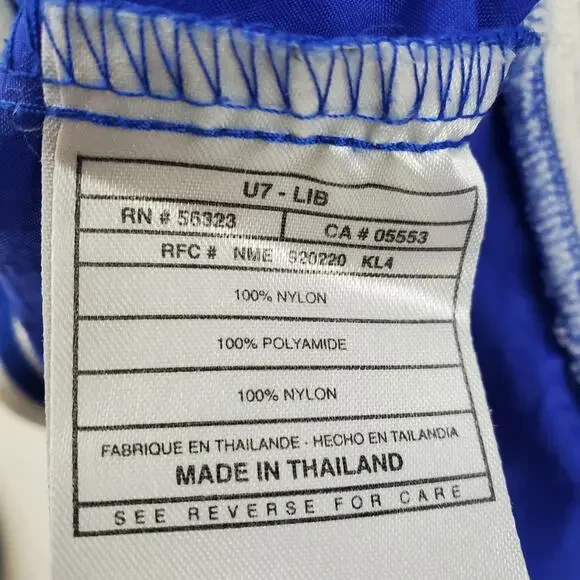 U7 - LIB
RN # 56323 CA # 05553
RFC # NME 920220 KL4
100% NYLON
100% POLYAMIDE
100% NYLON
FABRIQUE EN THAILANDE - HECHO EN TAILANDIA
MADE IN THAILAND
SEE REVERSE FOR CARE